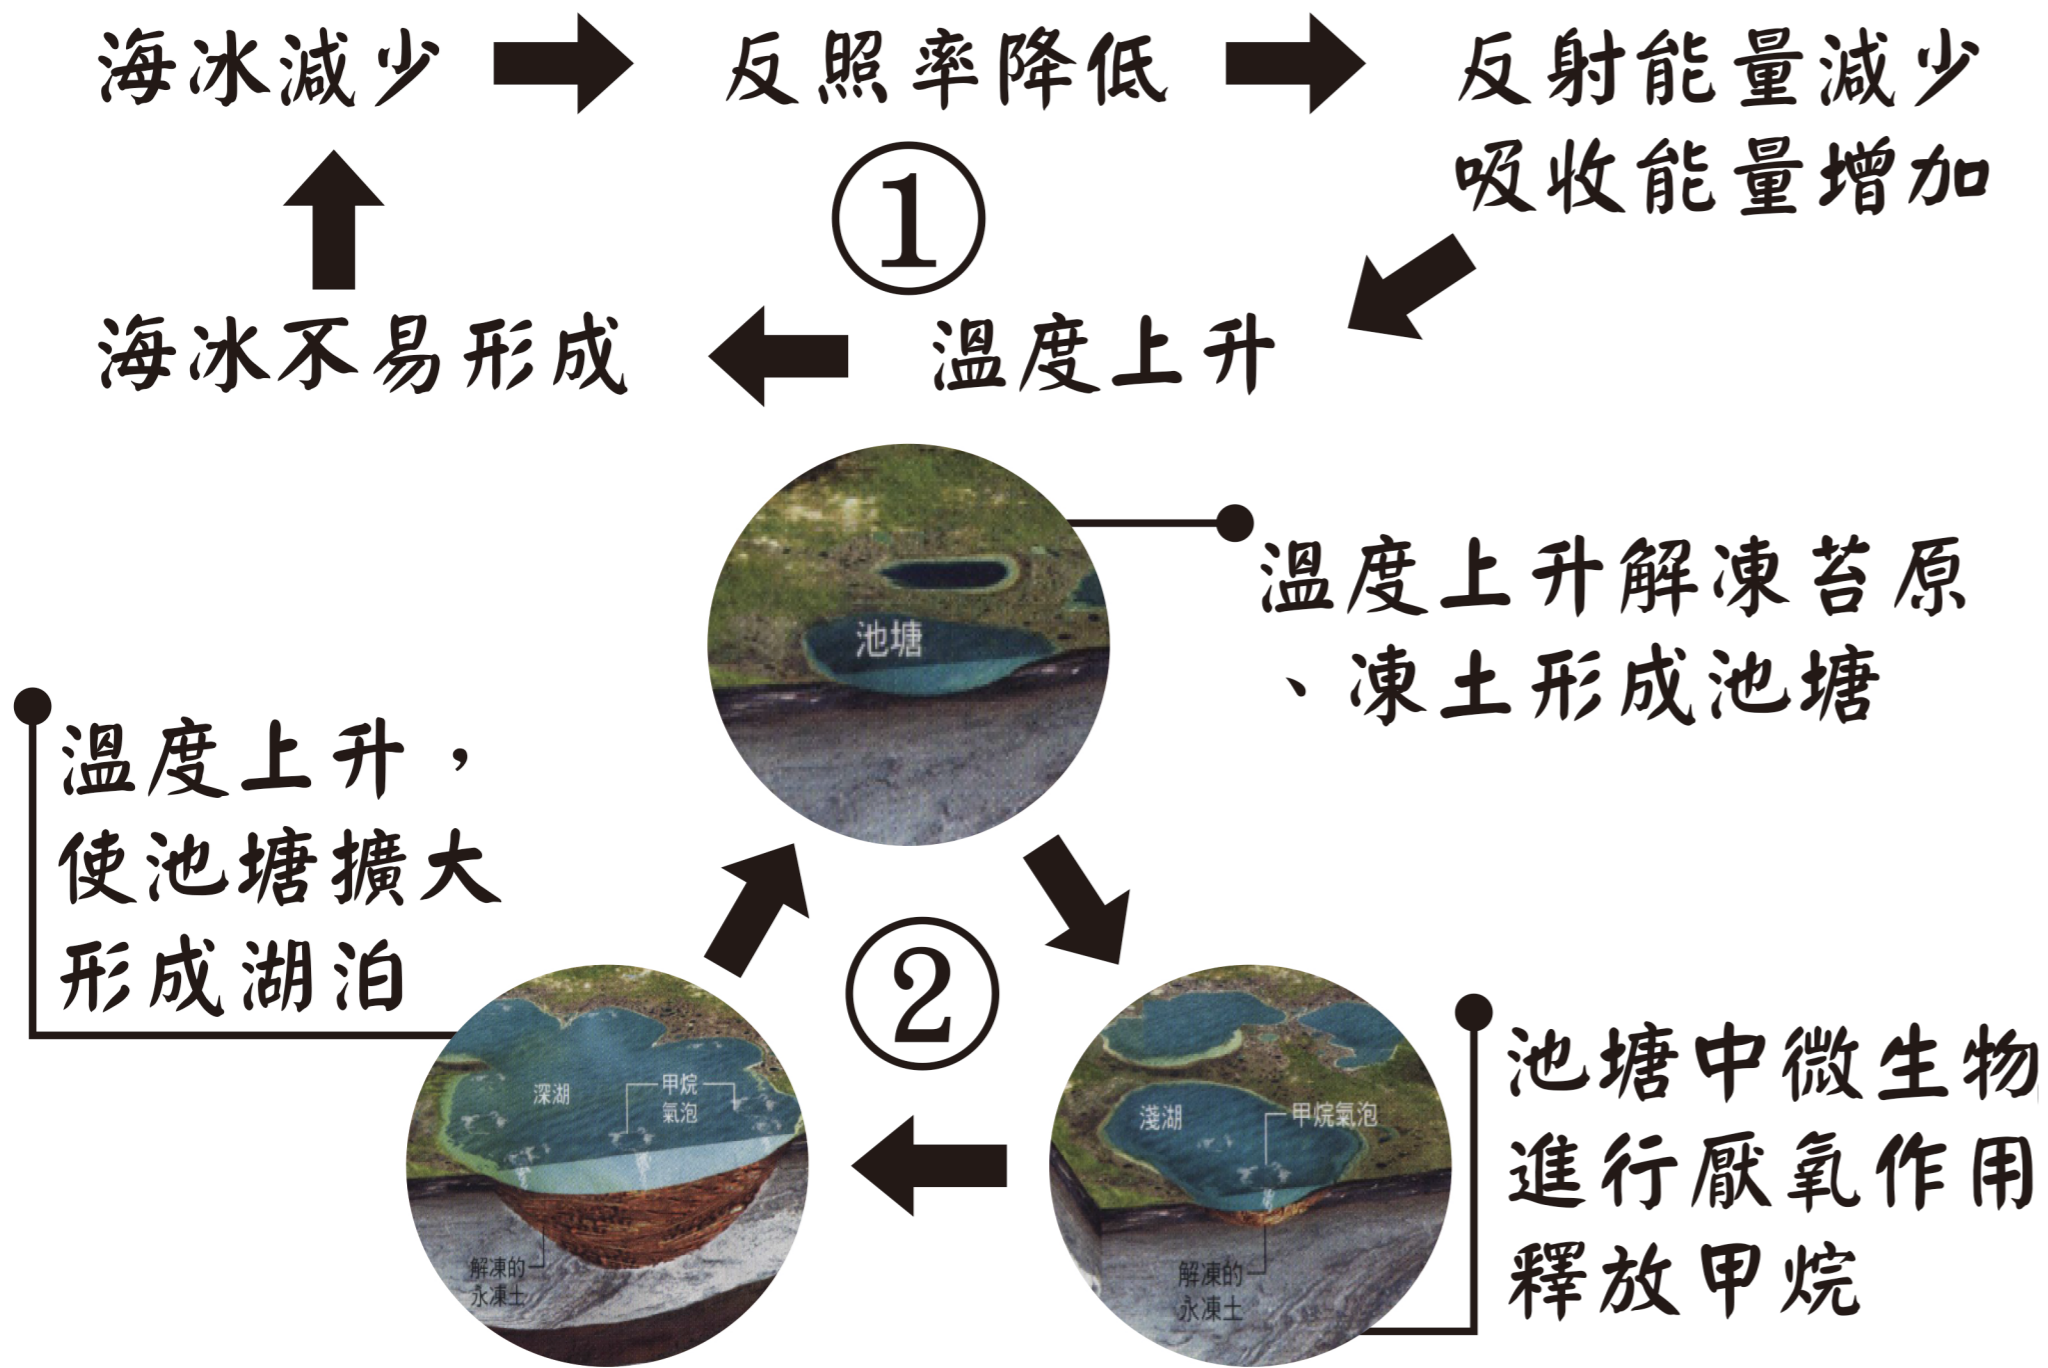 海冰減少
反照率降低
反射能量減少
吸收能量增加
①
海冰不易形成
溫度上升
池塘
溫度上升解凍苔原
、凍土形成池塘
溫度上升，
使池塘擴大
形成湖泊
②
深湖
甲烷
氣泡
解凍的
永凍土
淺湖
甲烷氣泡
解凍的
永凍土
池塘中微生物
進行厭氧作用
釋放甲烷